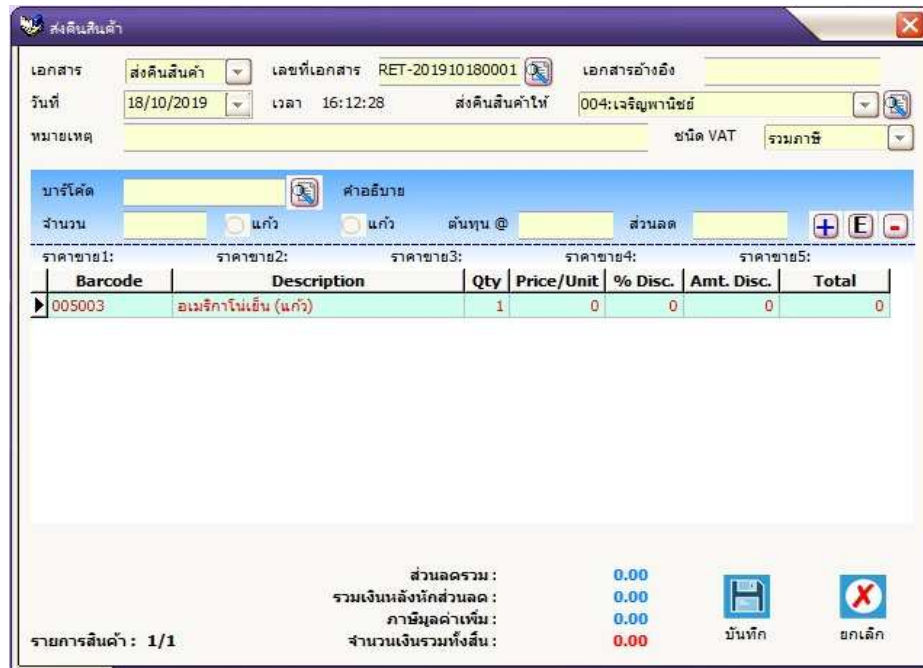 ส่งคืนสินค้า
เอกสาร ส่งคืนสินค้า เลขที่เอกสาร RET-201910180001 เอกสารอ้างอิง
วันที่ 18/10/2019 เวลา 16:12:28 ส่งคืนสินค้าให้ 004:เจริญพานิชย์
หมายเหตุ ชนิด VAT รวมภาษี
บาร์โค้ด คำอธิบาย
จำนวน แก้ว แก้ว ต้นทุน @ ส่วนลด + E -
ราคาขาย1: ราคาขาย2: ราคาขาย3: ราคาขาย4: ราคาขาย5:
Barcode Description Qty Price/Unit % Disc. Amt. Disc. Total
005003 อเมริกาโน่เย็น (แก้ว) 1 0 0 0 0
ส่วนลดรวม : 0.00
รวมเงินหลังหักส่วนลด : 0.00
ภาษีมูลค่าเพิ่ม : 0.00
รายการสินค้า : 1/1 จำนวนเงินรวมทั้งสิ้น : 0.00 บันทึก ยกเลิก